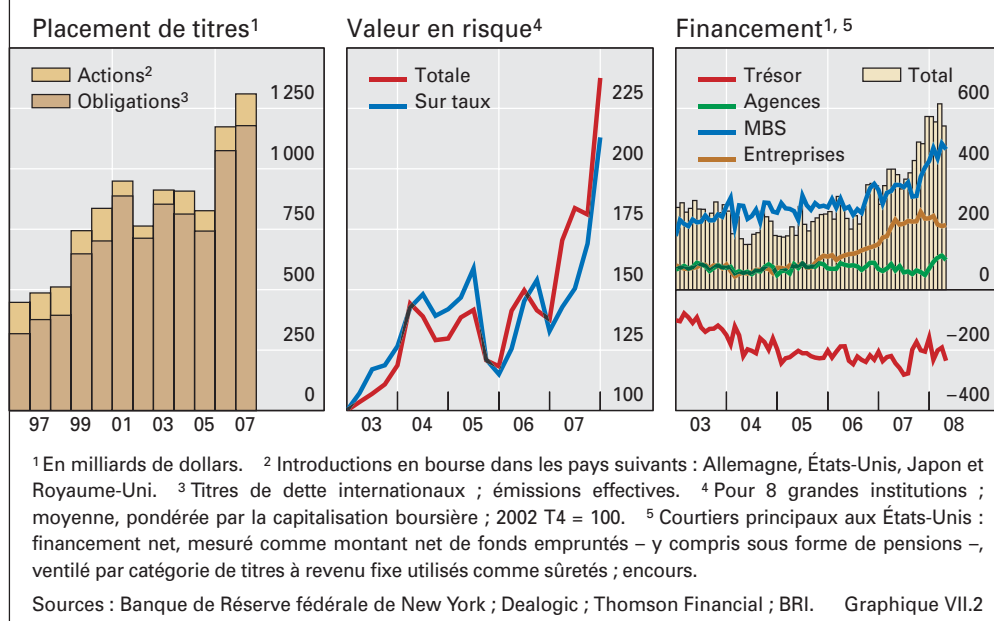 Placement de titres¹
Actions²
Obligations³
1 250
1 000
750
500
250
0
97 99 01 03 05 07
Valeur en risque⁴
Totale
Sur taux
225
200
175
150
125
100
03 04 05 06 07
Financement¹˒ ⁵
Trésor
Agences
MBS
Entreprises
Total
600
400
200
0
–200
–400
03 04 05 06 07 08
¹ En milliards de dollars. ² Introductions en bourse dans les pays suivants : Allemagne, États-Unis, Japon et
Royaume-Uni. ³ Titres de dette internationaux ; émissions effectives. ⁴ Pour 8 grandes institutions ;
moyenne, pondérée par la capitalisation boursière ; 2002 T4 = 100. ⁵ Courtiers principaux aux États-Unis :
financement net, mesuré comme montant net de fonds empruntés – y compris sous forme de pensions –,
ventilé par catégorie de titres à revenu fixe utilisés comme sûretés ; encours.
Sources : Banque de Réserve fédérale de New York ; Dealogic ; Thomson Financial ; BRI. Graphique VII.2